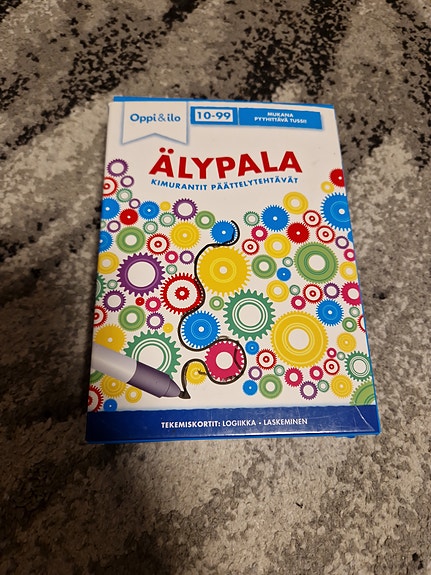 Oppi&ilo
10-99
MUKANA
PYYHITTÄVÄ TUSSI!
ÄLYPALA
KIMURANTIT PÄÄTTELYTEHTÄVÄT
TEKEMISKORTIT: LOGIIKKA • LASKEMINEN